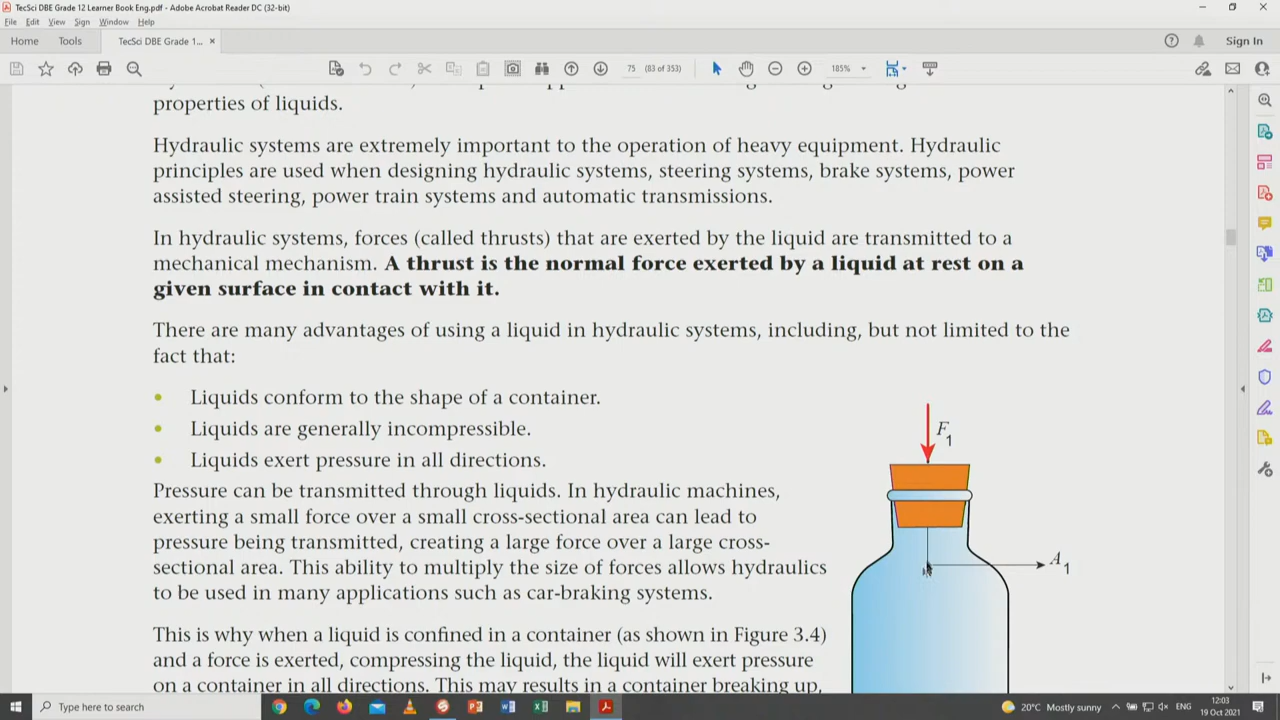 TecSci DBE Grade 12 Learner Book Eng.pdf - Adobe Acrobat Reader DC (32-bit)
File Edit View Sign Window Help
Home Tools TecSci DBE Grade 1... ×
Sign In
75 (83 of 353) 185%
properties of liquids.
Hydraulic systems are extremely important to the operation of heavy equipment. Hydraulic
principles are used when designing hydraulic systems, steering systems, brake systems, power
assisted steering, power train systems and automatic transmissions.
In hydraulic systems, forces (called thrusts) that are exerted by the liquid are transmitted to a
mechanical mechanism. A thrust is the normal force exerted by a liquid at rest on a
given surface in contact with it.
There are many advantages of using a liquid in hydraulic systems, including, but not limited to the
fact that:
• Liquids conform to the shape of a container.
• Liquids are generally incompressible.
• Liquids exert pressure in all directions.
F1
Pressure can be transmitted through liquids. In hydraulic machines,
exerting a small force over a small cross-sectional area can lead to
pressure being transmitted, creating a large force over a large cross-
sectional area. This ability to multiply the size of forces allows hydraulics
to be used in many applications such as car-braking systems.
A1
This is why when a liquid is confined in a container (as shown in Figure 3.4)
and a force is exerted, compressing the liquid, the liquid will exert pressure
on a container in all directions. This may results in a container breaking up,
Type here to search
20°C Mostly sunny
ENG
12:03
19 Oct 2021